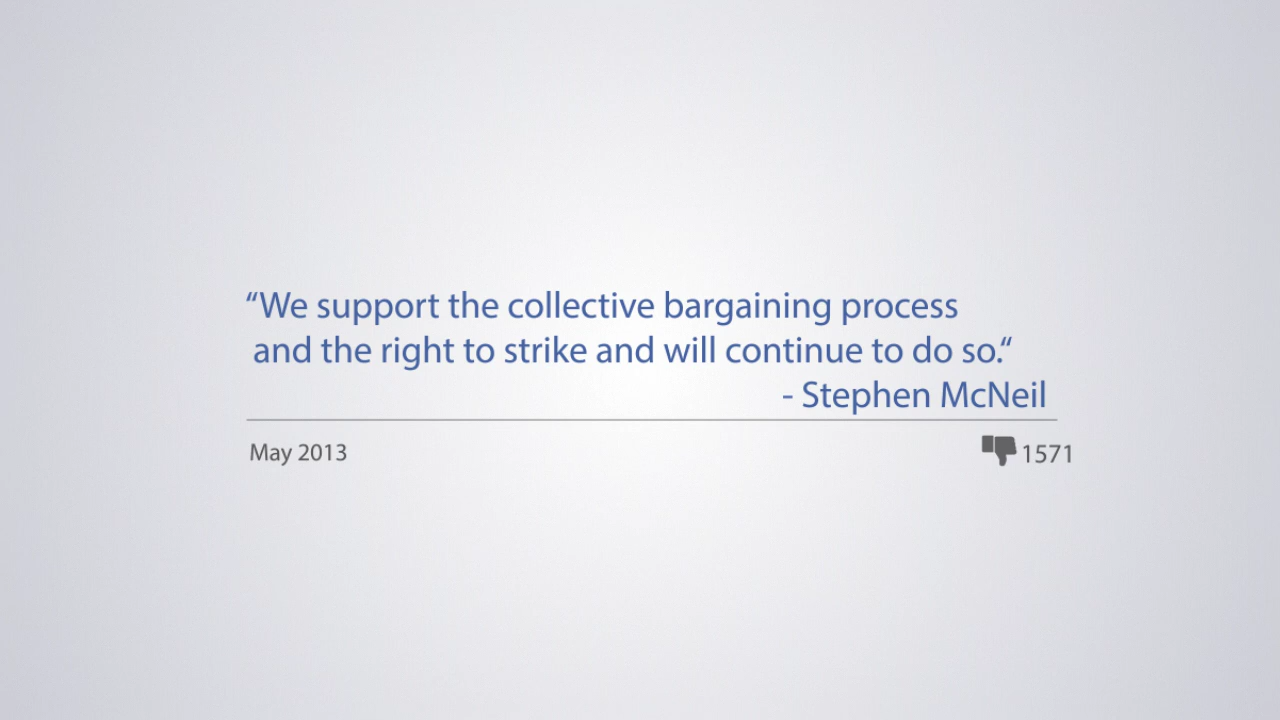 “We support the collective bargaining process
and the right to strike and will continue to do so.“
- Stephen McNeil
May 2013
1571